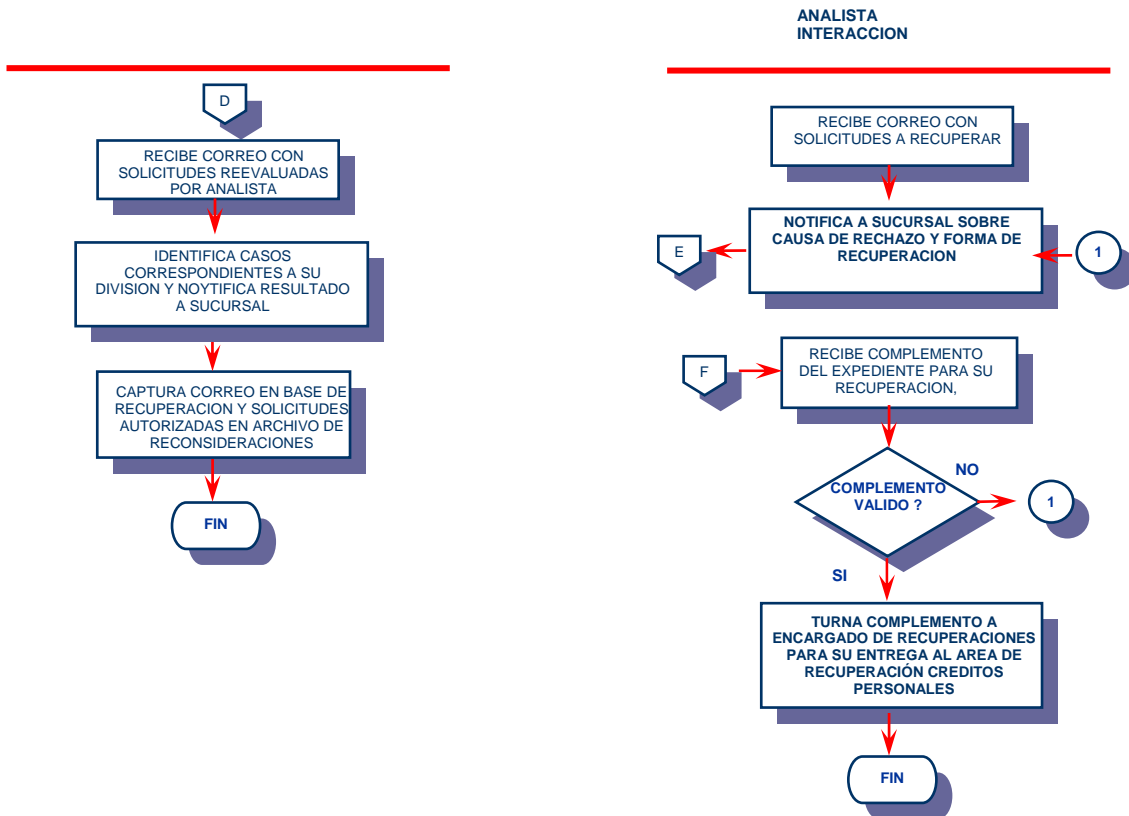 D
RECIBE CORREO CON
SOLICITUDES REEVALUADAS
POR ANALISTA
IDENTIFICA CASOS
CORRESPONDIENTES A SU
DIVISION Y NOYTIFICA RESULTADO
A SUCURSAL
CAPTURA CORREO EN BASE DE
RECUPERACION Y SOLICITUDES
AUTORIZADAS EN ARCHIVO DE
RECONSIDERACIONES
FIN
ANALISTA
INTERACCION
RECIBE CORREO CON
SOLICITUDES A RECUPERAR
NOTIFICA A SUCURSAL SOBRE
CAUSA DE RECHAZO Y FORMA DE
RECUPERACION
E
1
F
RECIBE COMPLEMENTO
DEL EXPEDIENTE PARA SU
RECUPERACION,
COMPLEMENTO
VALIDO ?
NO
1
SI
TURNA COMPLEMENTO A
ENCARGADO DE RECUPERACIONES
PARA SU ENTREGA AL AREA DE
RECUPERACIÓN CREDITOS
PERSONALES
FIN